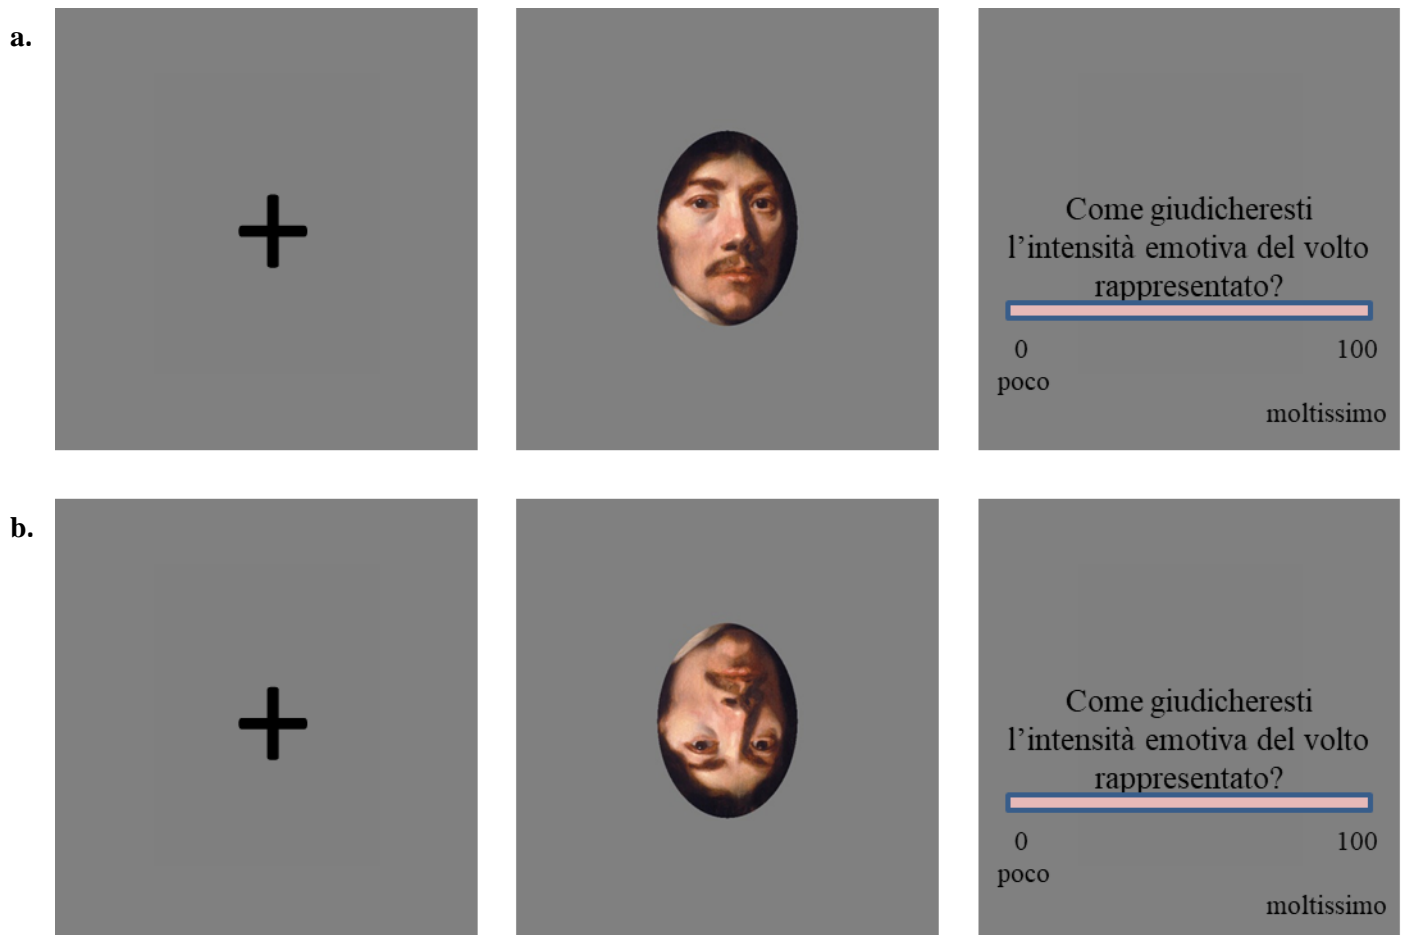 a.
Come giudicheresti
l’intensità emotiva del volto
rappresentato?
0 100
poco
moltissimo
b.
Come giudicheresti
l’intensità emotiva del volto
rappresentato?
0 100
poco
moltissimo